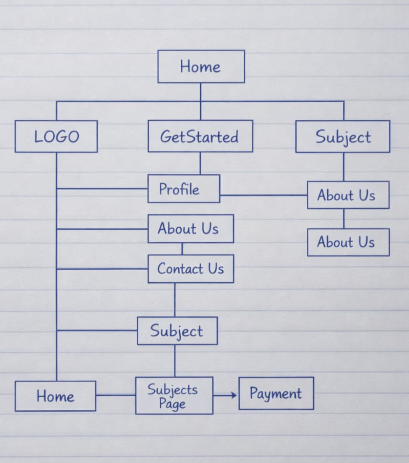 Home
LOGO
GetStarted
Subject
Profile
About Us
About Us
About Us
Contact Us
Subject
Home
Subjects
Page
Payment